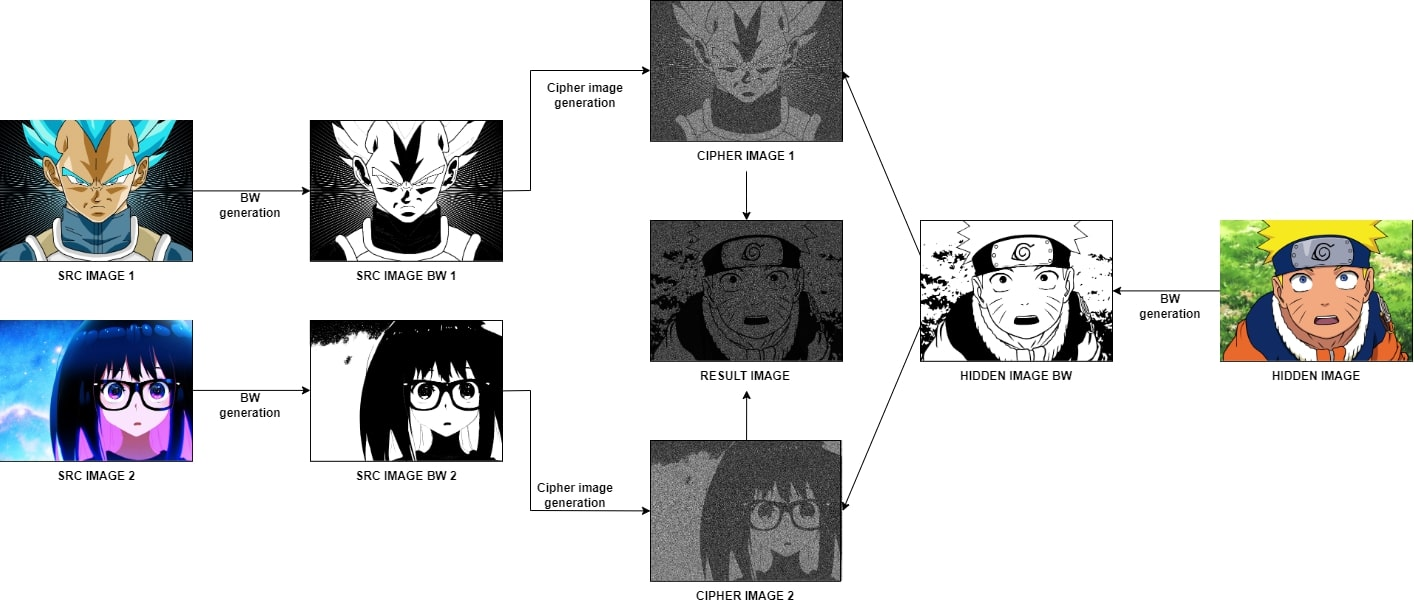 Cipher image
generation
CIPHER IMAGE 1
BW
generation
SRC IMAGE 1
SRC IMAGE BW 1
BW
generation
RESULT IMAGE
HIDDEN IMAGE BW
HIDDEN IMAGE
BW
generation
SRC IMAGE 2
SRC IMAGE BW 2
Cipher image
generation
CIPHER IMAGE 2